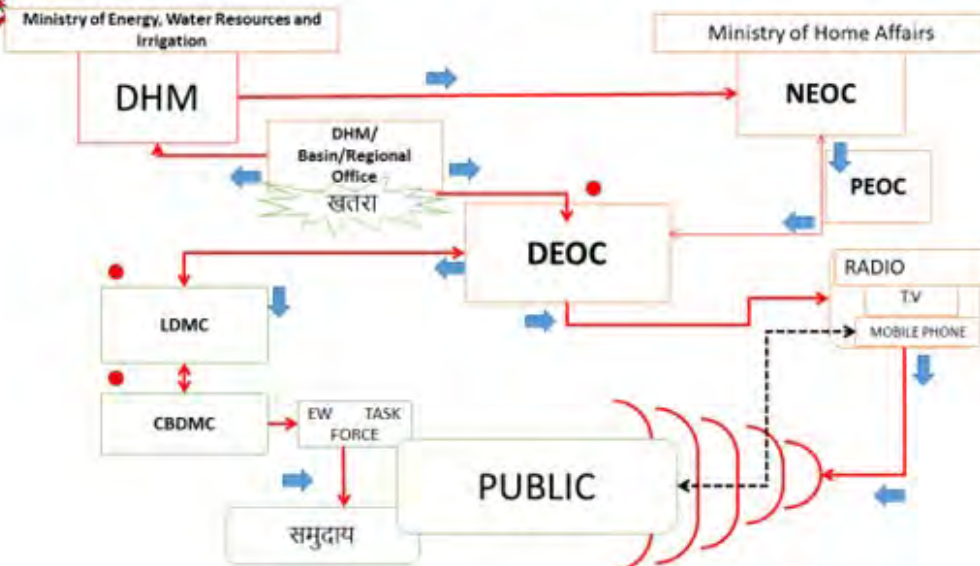 Ministry of Energy, Water Resources and
Irrigation
Ministry of Home Affairs
DHM
NEOC
DHM/
Basin/Regional
Office
खतरा
PEOC
DEOC
RADIO
T.V
MOBILE PHONE
LDMC
CBDMC
EW TASK
FORCE
PUBLIC
समुदाय